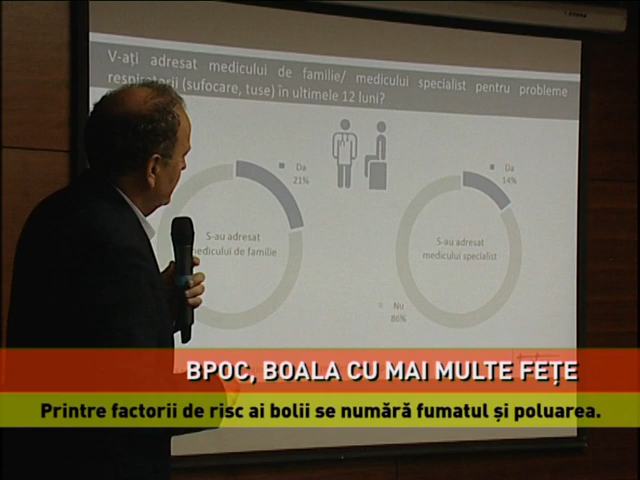 V-ați adresat medicului de familie/ medicului specialist pentru probleme
respiratorii (sufocare, tuse) în ultimele 12 luni?
Da
21%
Da
14%
S-au adresat
medicului de familie
S-au adresat
medicului specialist
Nu
86%
BPOC, BOALA CU MAI MULTE FEȚE
Printre factorii de risc ai bolii se numără fumatul și poluarea.